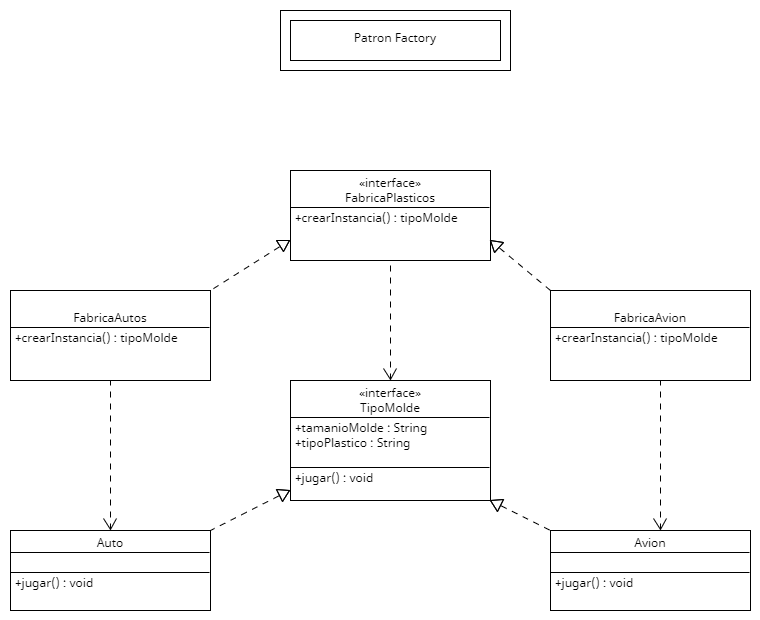 Patron Factory
«interface»
FabricaPlasticos
+crearInstancia() : tipoMolde
FabricaAutos
+crearInstancia() : tipoMolde
FabricaAvion
+crearInstancia() : tipoMolde
«interface»
TipoMolde
+tamanioMolde : String
+tipoPlastico : String
+jugar() : void
Auto
+jugar() : void
Avion
+jugar() : void